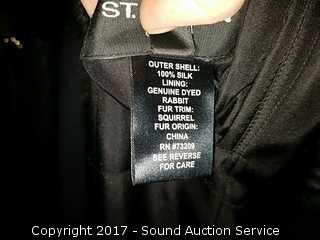 ST.
OUTER SHELL:
100% SILK
LINING:
GENUINE DYED
RABBIT
FUR TRIM:
SQUIRREL
FUR ORIGIN:
CHINA
RN #73209
SEE REVERSE
FOR CARE
Copyright 2017 - Sound Auction Service